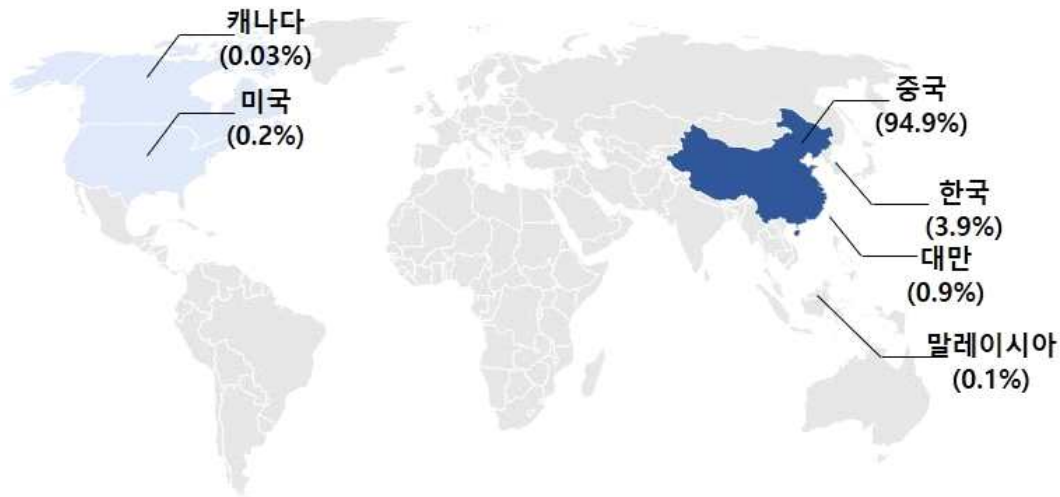 캐나다
(0.03%)
미국
(0.2%)
중국
(94.9%)
한국
(3.9%)
대만
(0.9%)
말레이시아
(0.1%)